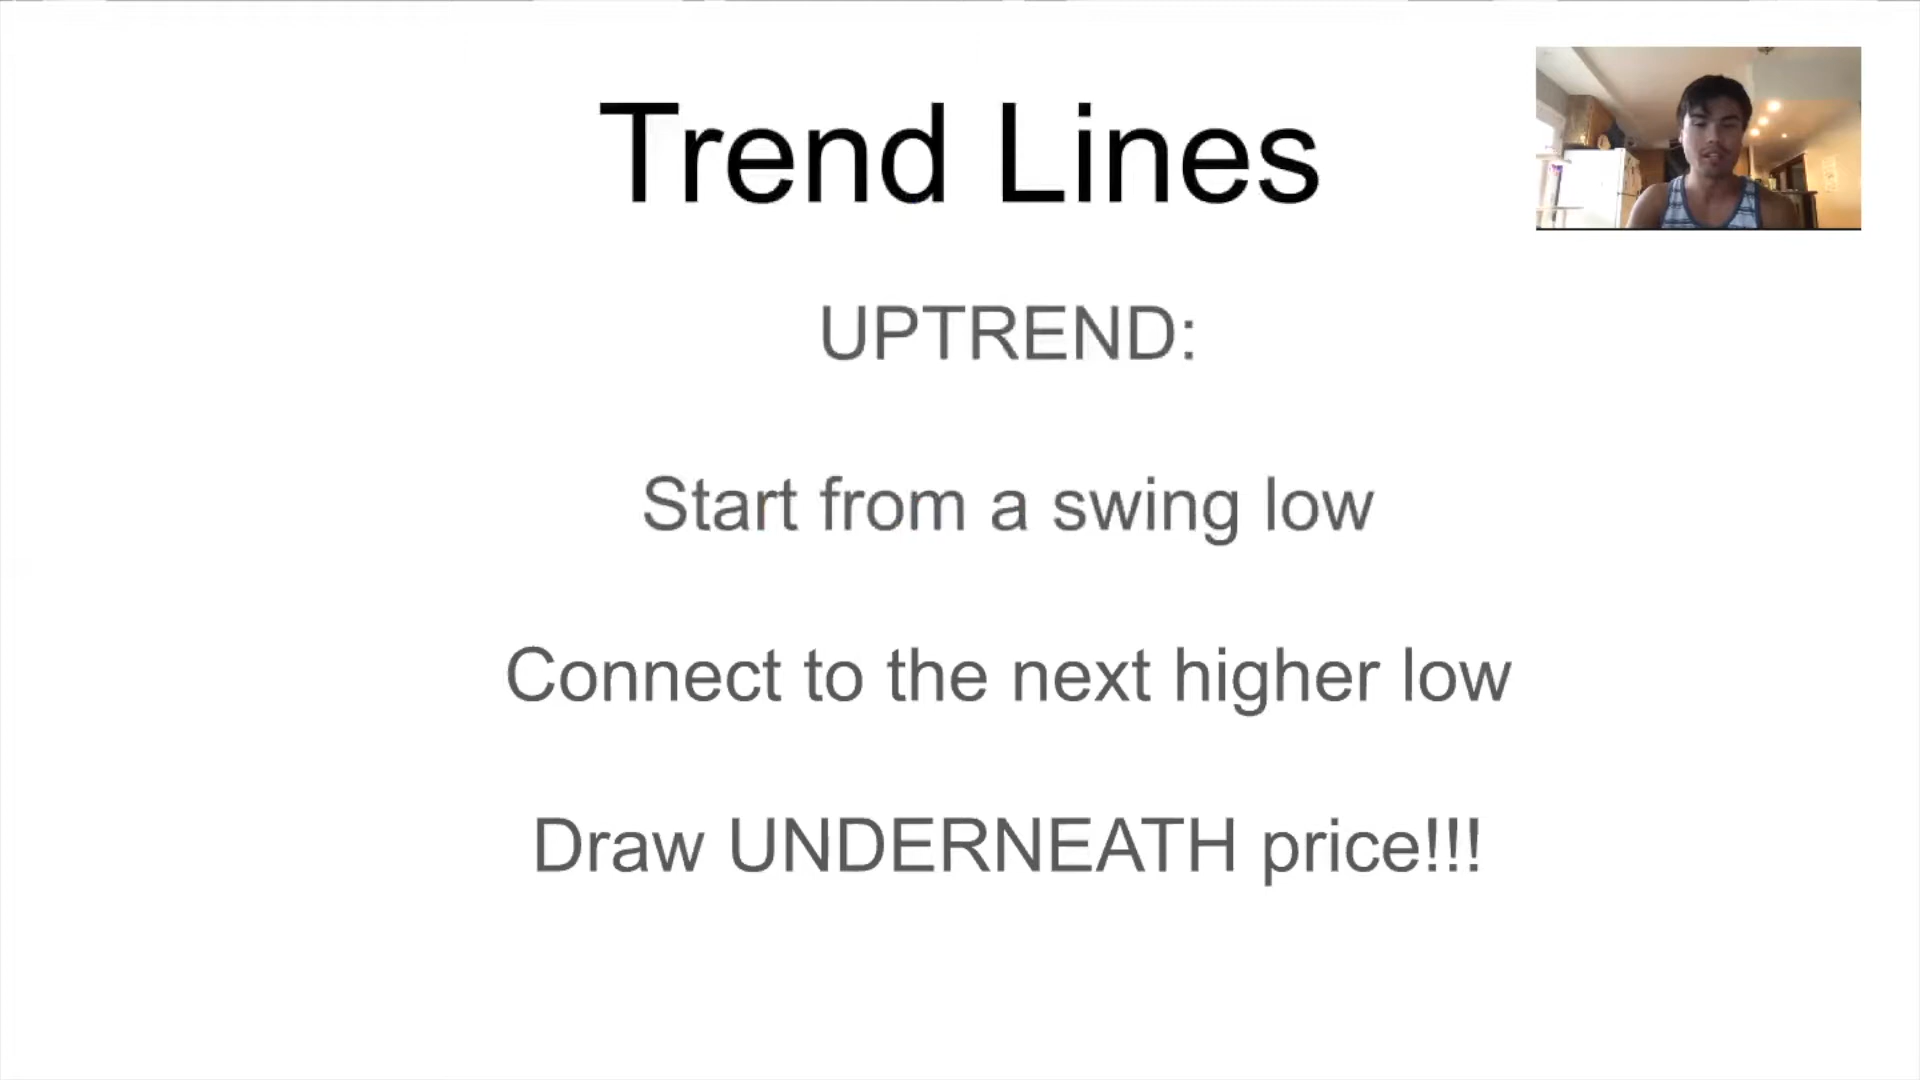 Trend Lines
UPTREND:
Start from a swing low
Connect to the next higher low
Draw UNDERNEATH price!!!